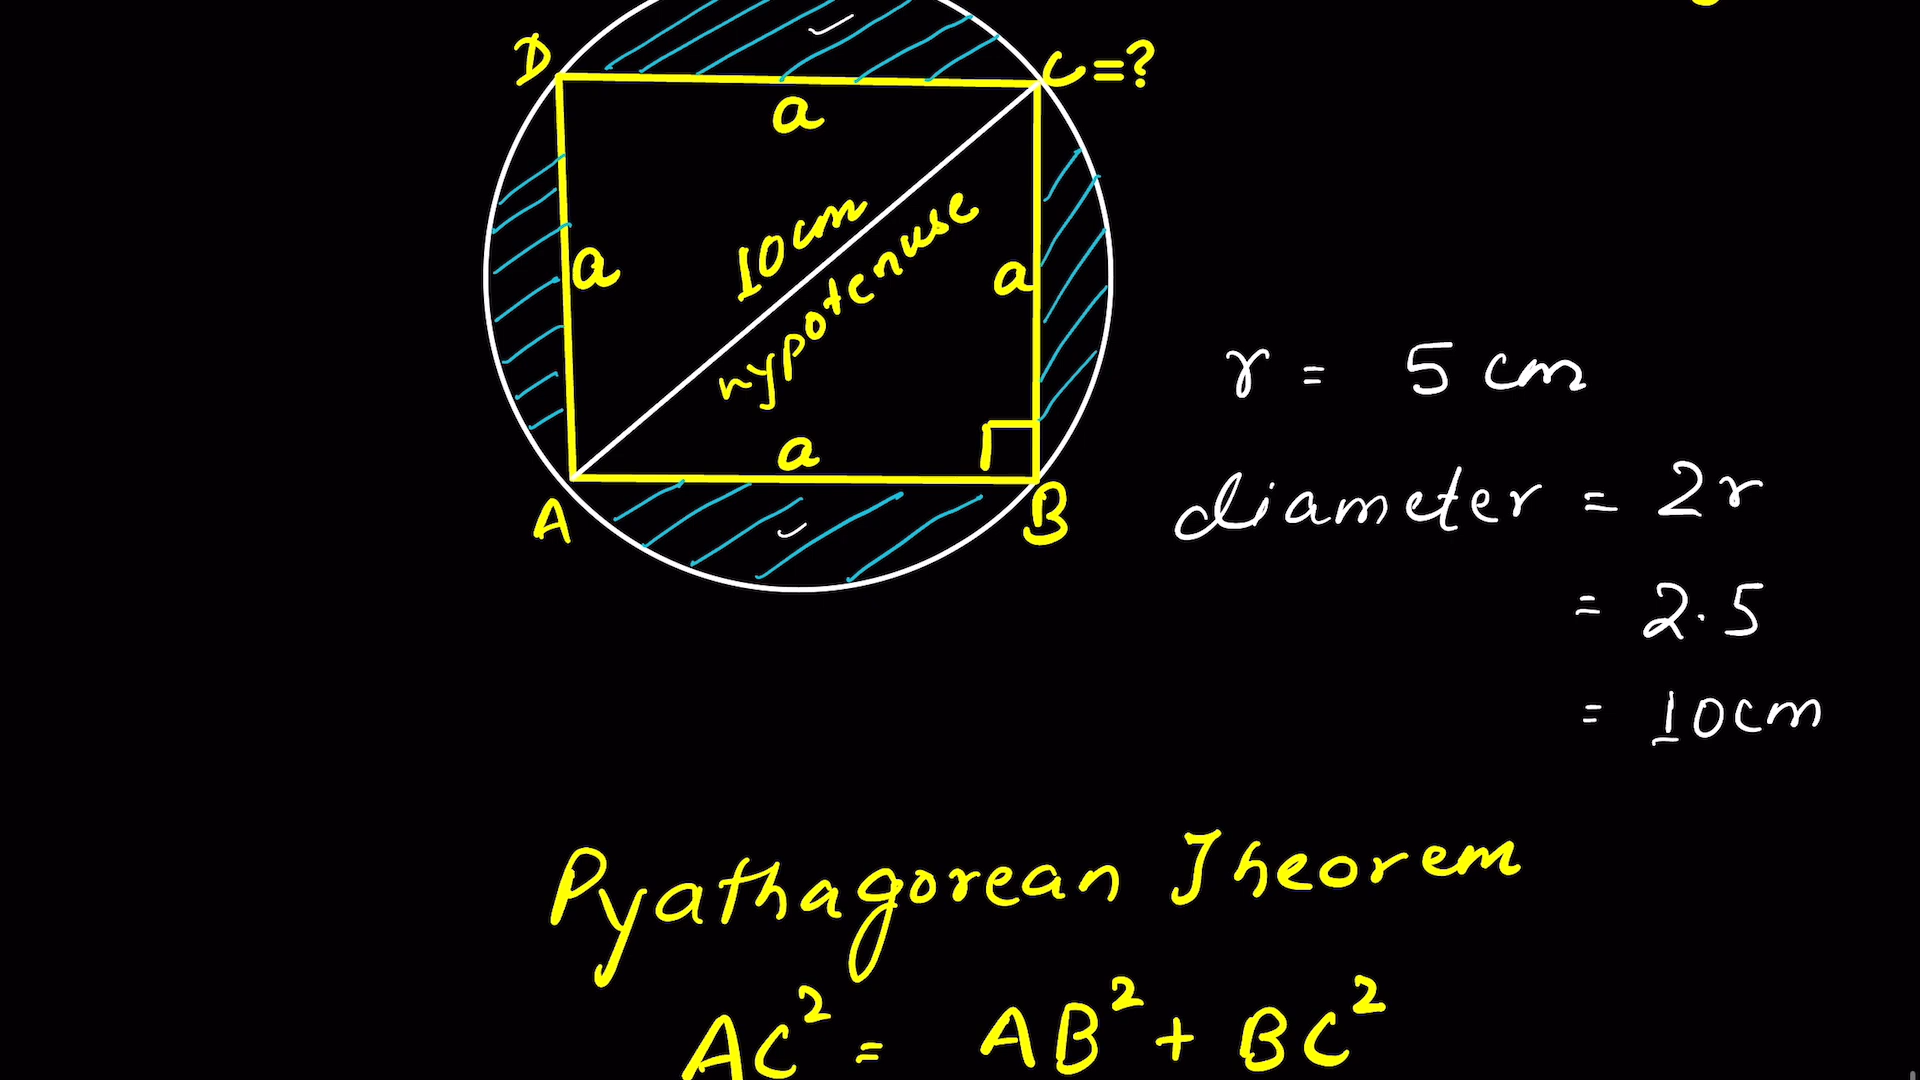 D
C=?
a
a
10cm
hypotenuse
a
a
A
B
r = 5 cm
diameter = 2r
= 2.5
= 10cm
Pyathagorean Theorem
AC² = AB² + BC²